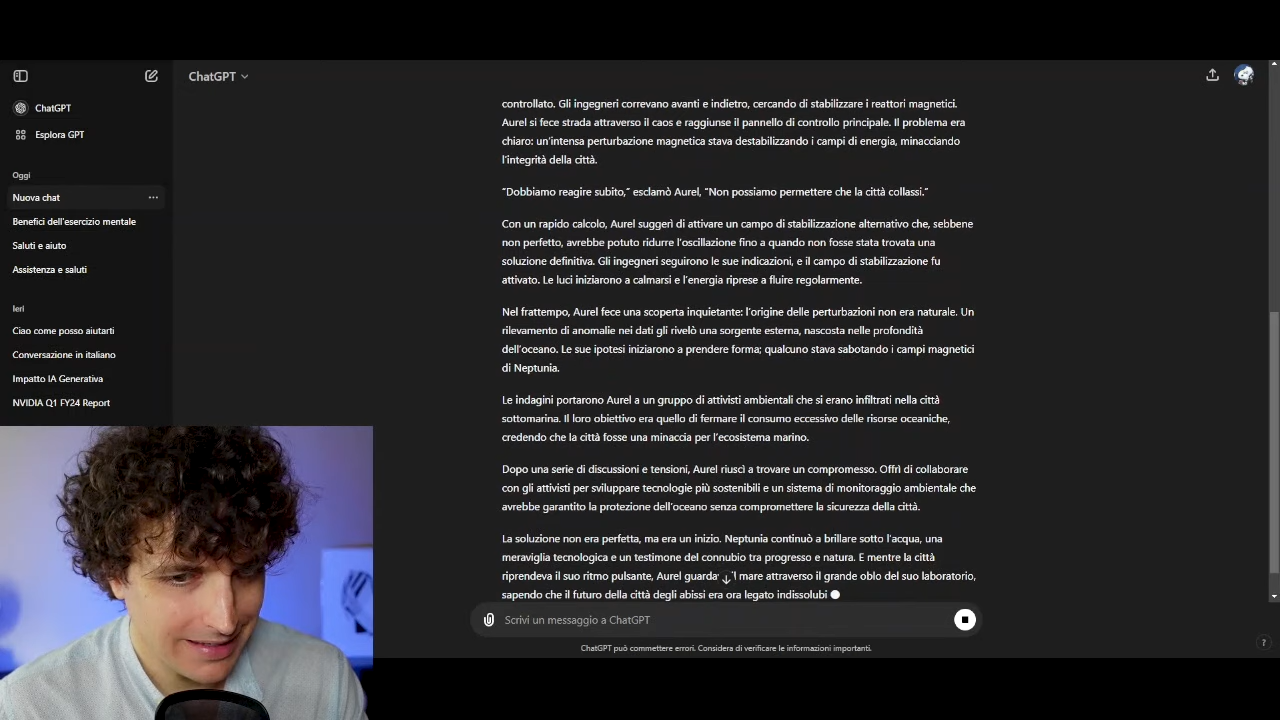 ChatGPT
ChatGPT
Esplora GPT
Oggi
Nuova chat
Benefici dell'esercizio mentale
Saluti e aiuto
Assistenza e saluti
Ieri
Ciao come posso aiutarti
Conversazione in italiano
Impatto IA Generativa
NVIDIA Q1 FY24 Report
controllato. Gli ingegneri correvano avanti e indietro, cercando di stabilizzare i reattori magnetici.
Aurel si fece strada attraverso il caos e raggiunse il pannello di controllo principale. Il problema era
chiaro: un'intensa perturbazione magnetica stava destabilizzando i campi di energia, minacciando
l'integrità della città.
"Dobbiamo reagire subito," esclamò Aurel, "Non possiamo permettere che la città collassi."
Con un rapido calcolo, Aurel suggerì di attivare un campo di stabilizzazione alternativo che, sebbene
non perfetto, avrebbe potuto ridurre l'oscillazione fino a quando non fosse stata trovata una
soluzione definitiva. Gli ingegneri seguirono le sue indicazioni, e il campo di stabilizzazione fu
attivato. Le luci iniziarono a calmarsi e l'energia riprese a fluire regolarmente.
Nel frattempo, Aurel fece una scoperta inquietante: l'origine delle perturbazioni non era naturale. Un
rilevamento di anomalie nei dati gli rivelò una sorgente esterna, nascosta nelle profondità
dell'oceano. Le sue ipotesi iniziarono a prendere forma; qualcuno stava sabotando i campi magnetici
di Neptunia.
Le indagini portarono Aurel a un gruppo di attivisti ambientali che si erano infiltrati nella città
sottomarina. Il loro obiettivo era quello di fermare il consumo eccessivo delle risorse oceaniche,
credendo che la città fosse una minaccia per l'ecosistema marino.
Dopo una serie di discussioni e tensioni, Aurel riuscì a trovare un compromesso. Offrì di collaborare
con gli attivisti per sviluppare tecnologie più sostenibili e un sistema di monitoraggio ambientale che
avrebbe garantito la protezione dell'oceano senza compromettere la sicurezza della città.
La soluzione non era perfetta, ma era un inizio. Neptunia continuò a brillare sotto l'acqua, una
meraviglia tecnologica e un testimone del connubio tra progresso e natura. E mentre la città
riprendeva il suo ritmo pulsante, Aurel mare attraverso il grande oblo del suo laboratorio,
sapendo che il futuro della città degli abissi era ora legato indissolubi
Scrivi un messaggio a ChatGPT
ChatGPT può commettere errori. Considera di verificare le informazioni importanti.
?